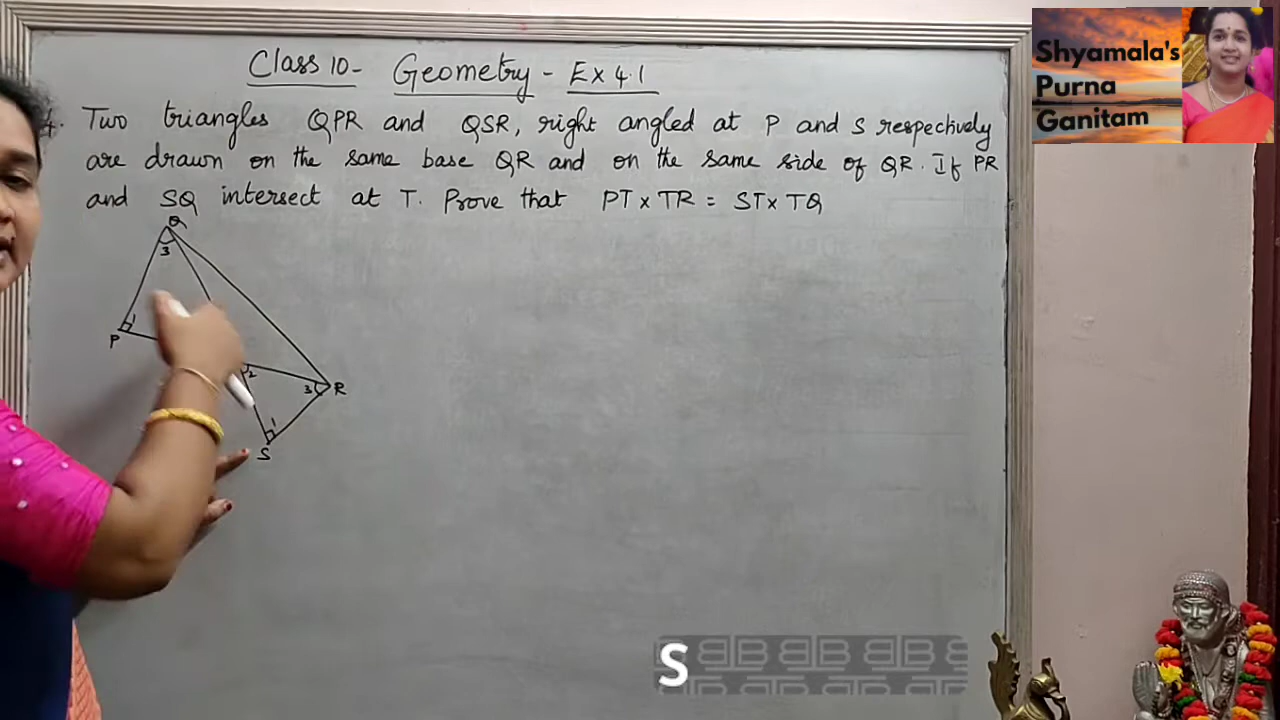 Class 10- Geometry - Ex 4.1
4. Two triangles QPR and QSR, right angled at P and S respectively
are drawn on the same base QR and on the same side of QR. If PR
and SQ intersect at T. Prove that PT x TR = ST x TQ
Q
3
1
P
2
3 R
1
S
Shyamala's
Purna
Ganitam
S